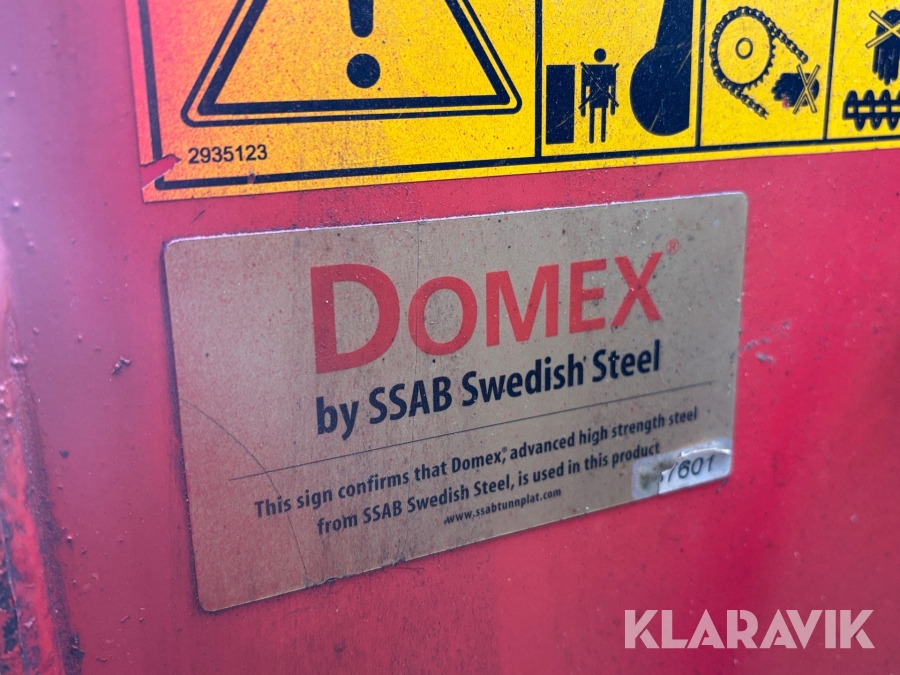 2935123
DOMEX®
by SSAB Swedish Steel
This sign confirms that Domex®, advanced high strength steel
from SSAB Swedish Steel, is used in this product
www.ssabtunnplat.com
7601
KLARAVIK